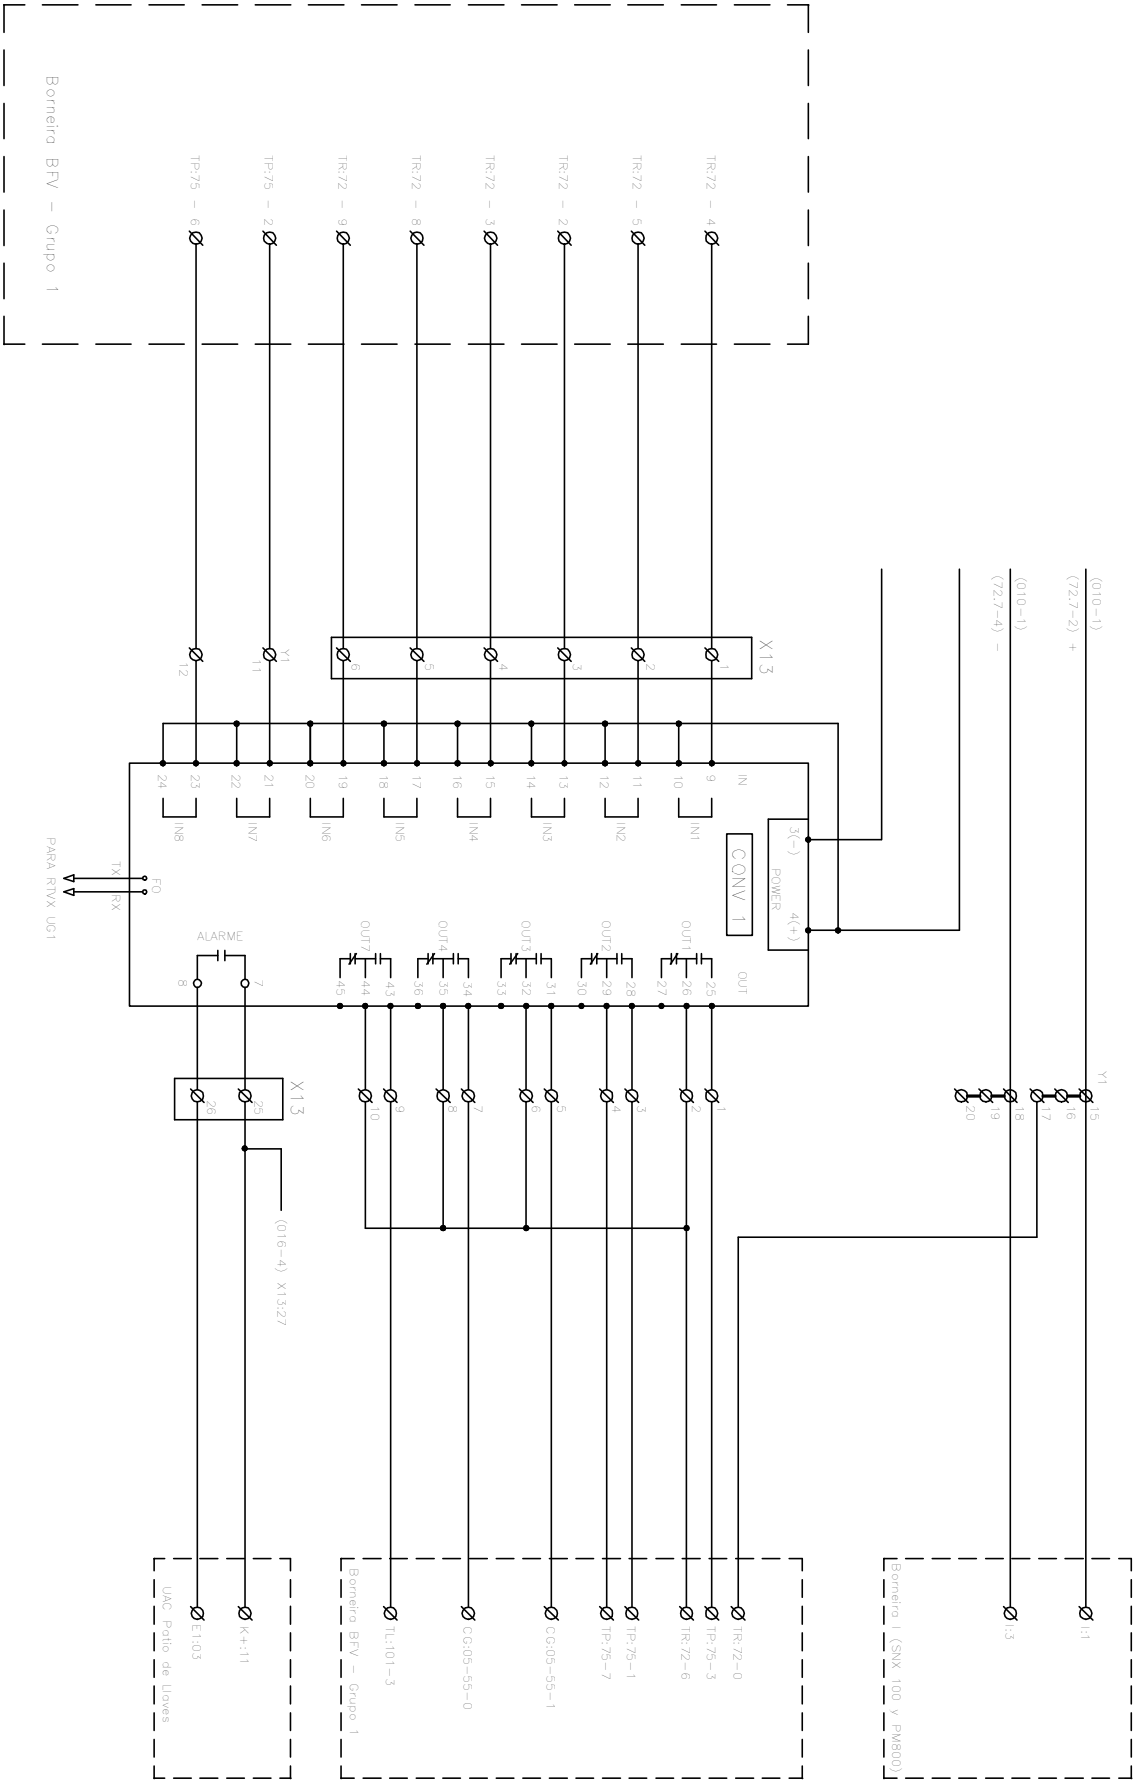 (010-1)
(72.7-2) +
(010-1)
(72.7-4) -
Y1
15
16
17
18
19
20
I:1
I:3
Borneira I (SNX 100 y PM800)
TR:72 - 4
TR:72 - 5
TR:72 - 2
TR:72 - 3
TR:72 - 8
TR:72 - 9
TP:75 - 2
TP:75 - 6
Borneira BFV - Grupo 1
X13
1
2
3
4
5
6
Y1
11
12
IN
9
10
11
12
13
14
15
16
17
18
19
20
21
22
23
24
IN1
IN2
IN3
IN4
IN5
IN6
IN7
IN8
3(-)
POWER
4(+)
CONV 1
FO
TX
RX
PARA RTVX UG1
OUT
OUT1
OUT2
OUT3
OUT4
OUT7
25
26
27
28
29
30
31
32
33
34
35
36
43
44
45
ALARME
7
8
1
2
3
4
5
6
7
8
9
10
X13
25
26
(016-4) X13:27
TR:72-0
TP:75-3
TR:72-6
TP:75-1
TP:75-7
CG:05-55-1
CG:05-55-0
TL:101-3
Borneira BFV - Grupo 1
K+:11
E1:03
UAC Patio de Llaves